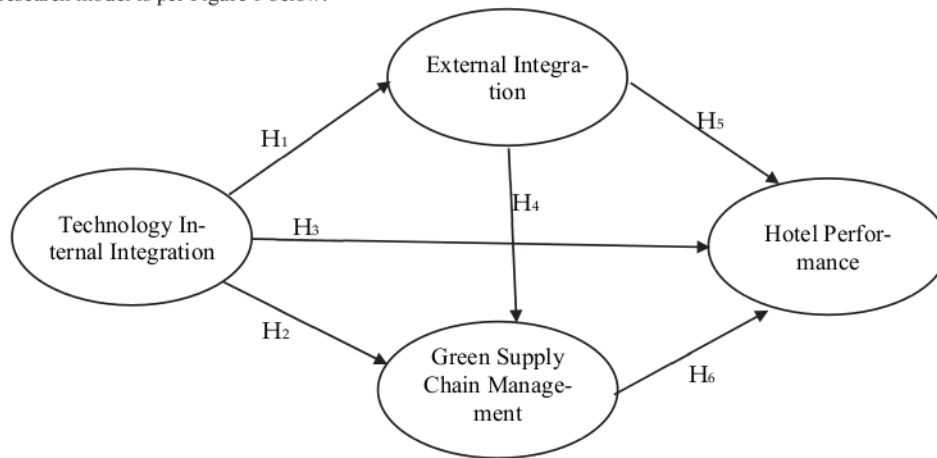 External Integra-
tion
H1
H5
H4
Technology In-
ternal Integration
H3
Hotel Perfor-
mance
H2
Green Supply
Chain Manage-
ment
H6